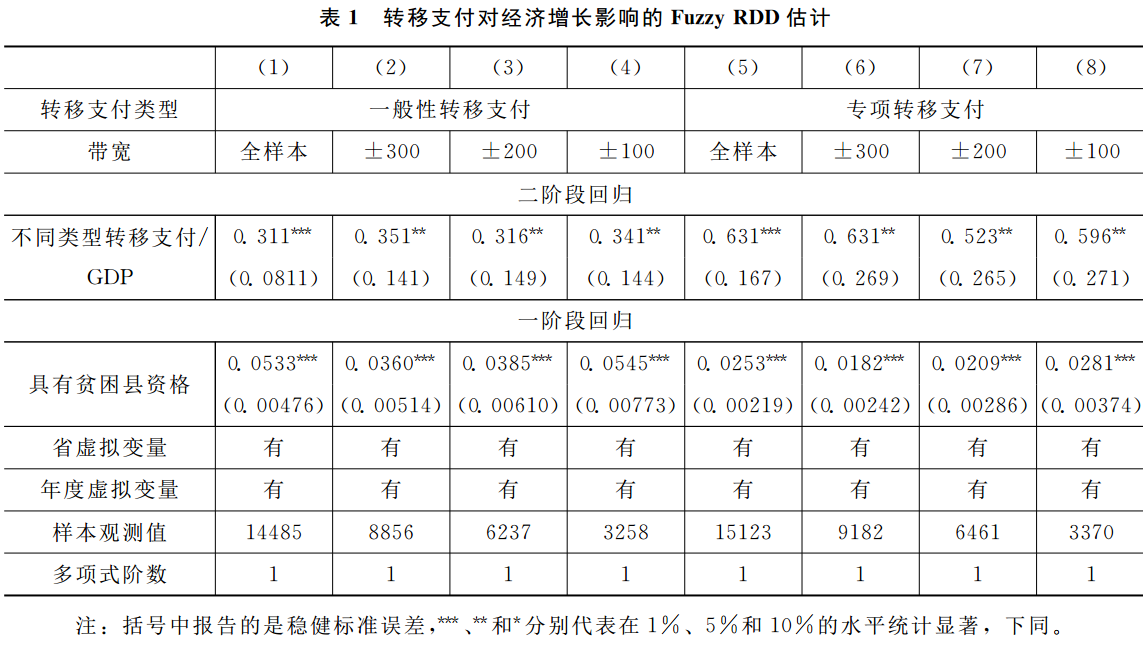 表 1 转移支付对经济增长影响的 Fuzzy RDD 估计
(1) (2) (3) (4) (5) (6) (7) (8)
转移支付类型 一般性转移支付 专项转移支付
带宽 全样本 ±300 ±200 ±100 全样本 ±300 ±200 ±100
二阶段回归
不同类型转移支付/ 0.311*** 0.351** 0.316** 0.341** 0.631*** 0.631** 0.523** 0.596**
GDP (0.0811) (0.141) (0.149) (0.144) (0.167) (0.269) (0.265) (0.271)
一阶段回归
具有贫困县资格 0.0533*** 0.0360*** 0.0385*** 0.0545*** 0.0253*** 0.0182*** 0.0209*** 0.0281***
(0.00476) (0.00514) (0.00610) (0.00773) (0.00219) (0.00242) (0.00286) (0.00374)
省虚拟变量 有 有 有 有 有 有 有 有
年度虚拟变量 有 有 有 有 有 有 有 有
样本观测值 14485 8856 6237 3258 15123 9182 6461 3370
多项式阶数 1 1 1 1 1 1 1 1
注：括号中报告的是稳健标准误差，***、**和*分别代表在 1%、5%和 10%的水平统计显著，下同。